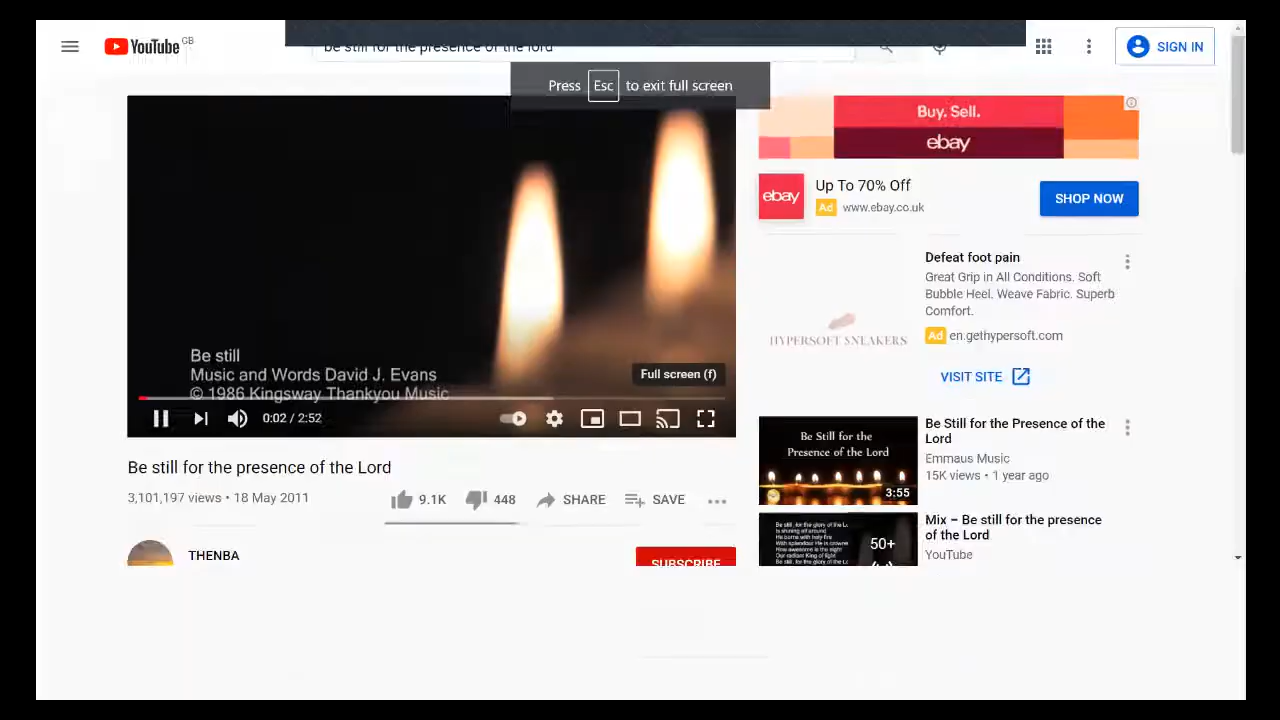 YouTube GB
be still for the presence of the lord
SIGN IN
Press Esc to exit full screen
Buy. Sell.
ebay
ebay
Up To 70% Off
Ad www.ebay.co.uk
SHOP NOW
Be still
Music and Words David J. Evans
© 1986 Kingsway Thankyou Music
Full screen (f)
0:02 / 2:52
Be still for the presence of the Lord
3,101,197 views • 18 May 2011
9.1K
448
SHARE
SAVE
THENBA
SUBSCRIBE
HYPERSOFT SNEAKERS
Defeat foot pain
Great Grip in All Conditions. Soft
Bubble Heel. Weave Fabric. Superb
Comfort.
Ad en.gethypersoft.com
VISIT SITE
Be Still for the
Presence of the Lord
3:55
Be Still for the Presence of the
Lord
Emmaus Music
15K views • 1 year ago
50+
Mix – Be still for the presence
of the Lord
YouTube